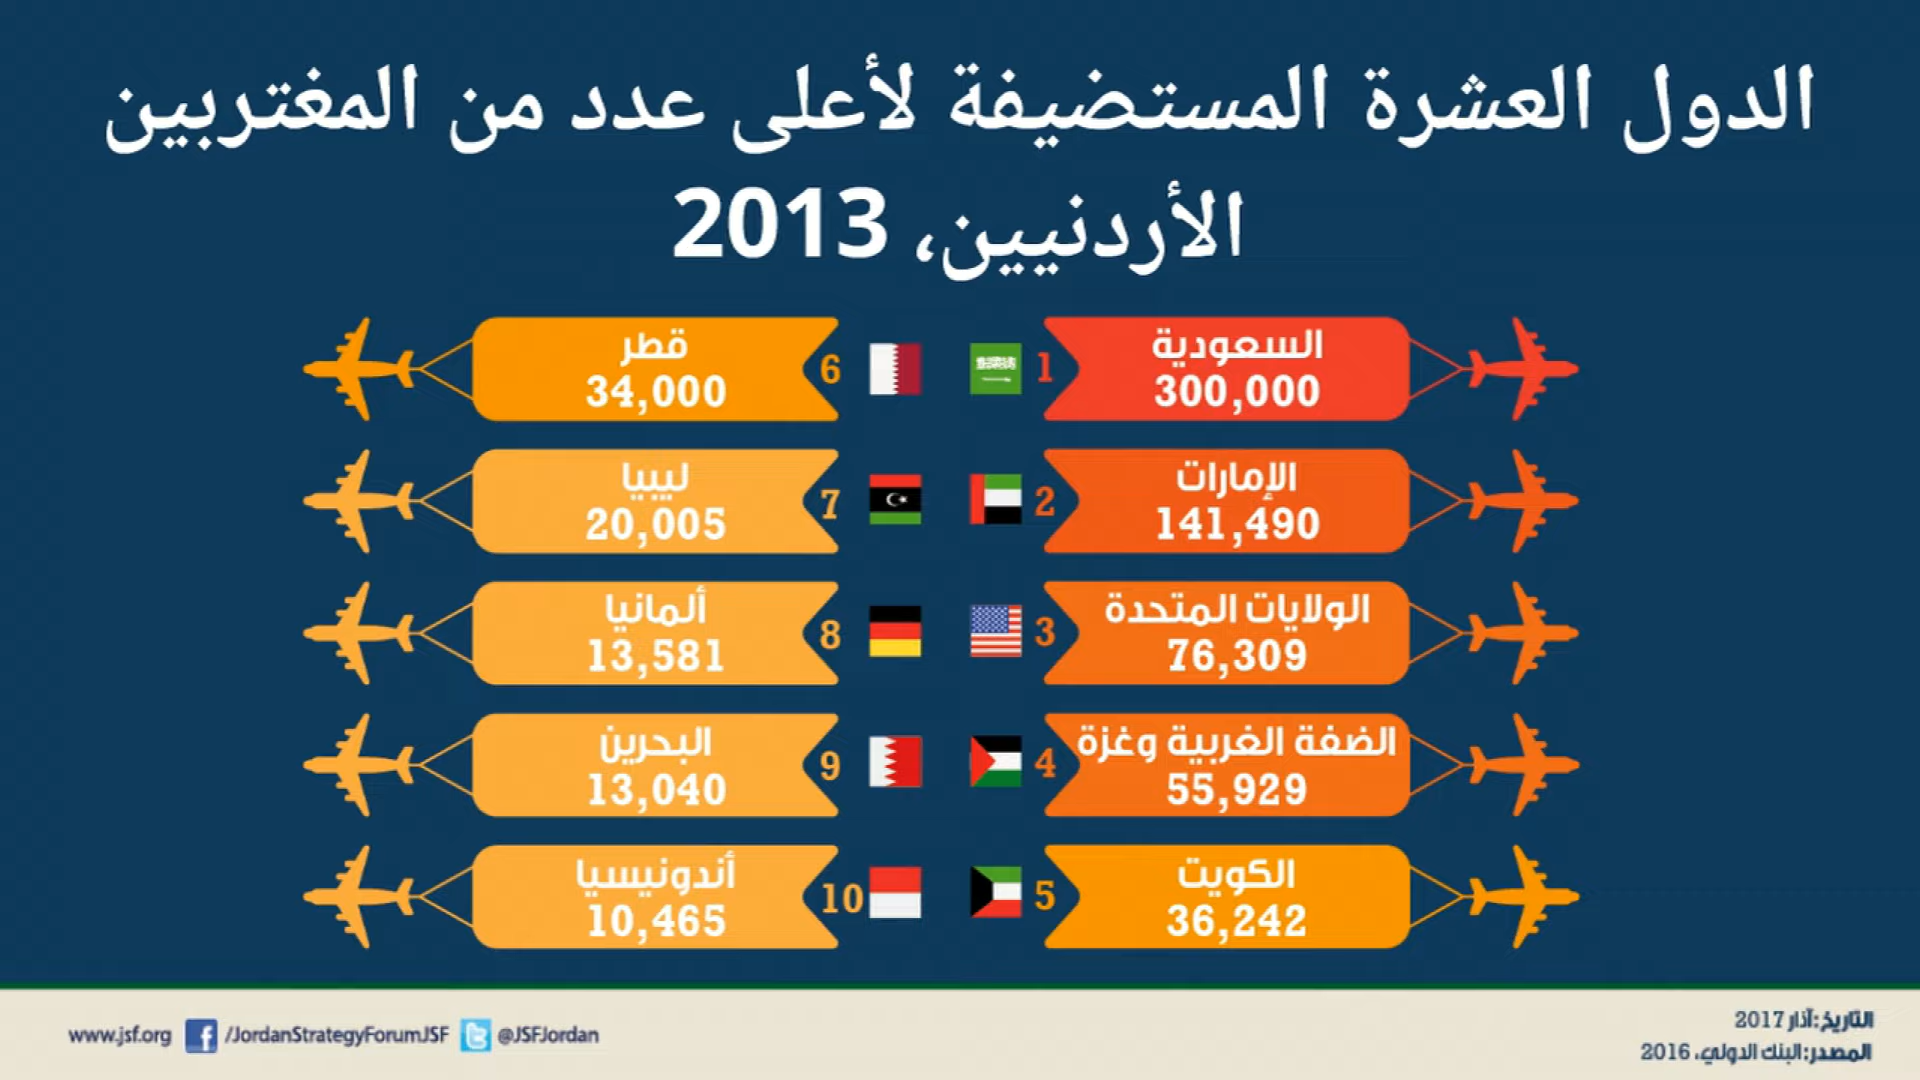 الدول العشرة المستضيفة لأعلى عدد من المغتربين
الأردنيين، 2013
1
السعودية
300,000
2
الإمارات
141,490
3
الولايات المتحدة
76,309
4
الضفة الغربية وغزة
55,929
5
الكويت
36,242
6
قطر
34,000
7
ليبيا
20,005
8
ألمانيا
13,581
9
البحرين
13,040
10
أندونيسيا
10,465
التاريخ: آذار 2017
المصدر: البنك الدولي، 2016
www.jsf.org /JordanStrategyForumJSF @JSFJordan